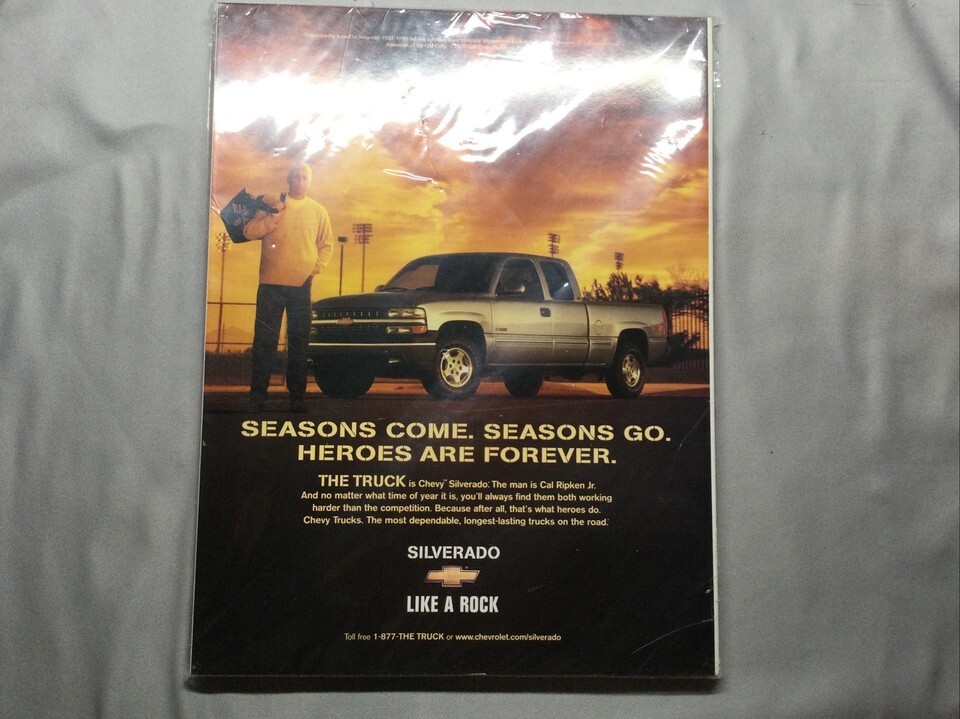 SEASONS COME. SEASONS GO.
HEROES ARE FOREVER.
THE TRUCK is Chevy™ Silverado. The man is Cal Ripken Jr.
And no matter what time of year it is, you'll always find them both working
harder than the competition. Because after all, that's what heroes do.
Chevy Trucks. The most dependable, longest-lasting trucks on the road.
SILVERADO
LIKE A ROCK
Toll free 1-877-THE TRUCK or www.chevrolet.com/silverado